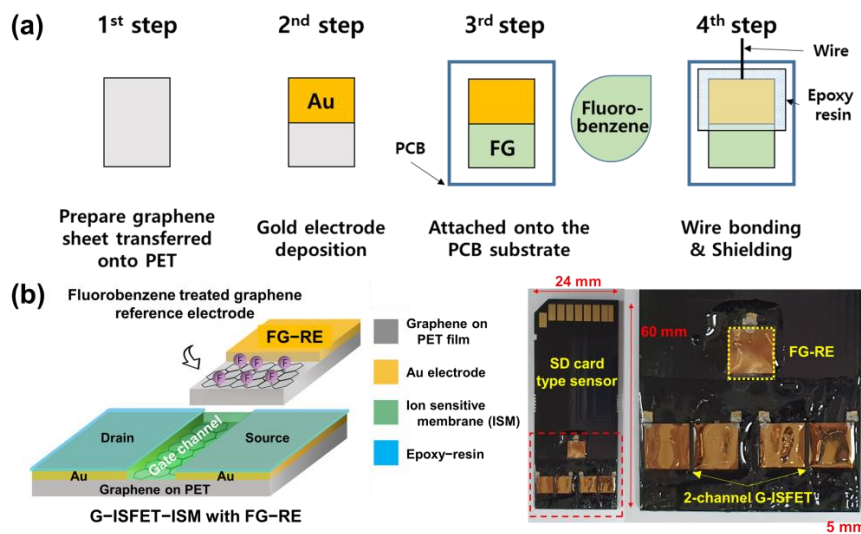 (a)
1st step
2nd step
3rd step
4th step
Wire
Au
Fluoro-
benzene
Epoxy
resin
PCB
FG
Prepare graphene
sheet transferred
onto PET
Gold electrode
deposition
Attached onto the
PCB substrate
Wire bonding
& Shielding
(b)
Fluorobenzene treated graphene
reference electrode
FG-RE
F F F
F F F
Drain
Gate channel
Source
Au
Au
Graphene on PET
G-ISFET-ISM with FG-RE
Graphene on
PET film
Au electrode
Ion sensitive
membrane (ISM)
Epoxy-resin
24 mm
60 mm
SD card
type sensor
FG-RE
2-channel G-ISFET
5 mm